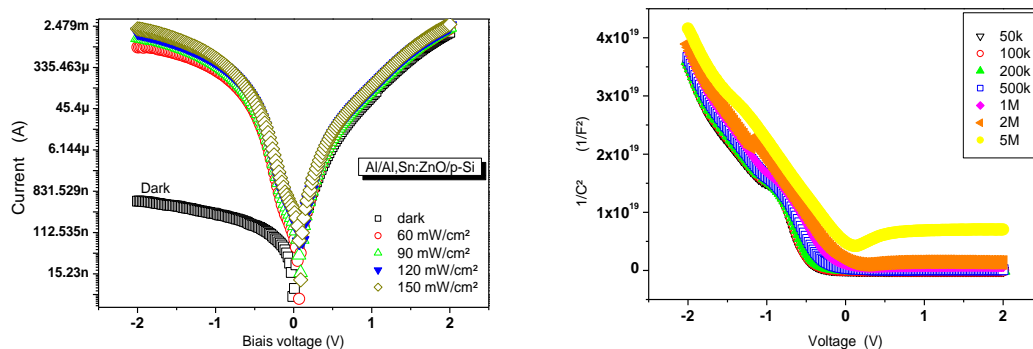 2.479m
335.463µ
45.4µ
6.144µ
831.529n
112.535n
15.23n
Current (A)
Dark
Al/Al,Sn:ZnO/p-Si
dark
60 mW/cm²
90 mW/cm²
120 mW/cm²
150 mW/cm²
-2 -1 0 1 2
Biais voltage (V)
4x10¹⁹
3x10¹⁹
2x10¹⁹
1x10¹⁹
0
1/C² (1/F²)
50k
100k
200k
500k
1M
2M
5M
-2 -1 0 1 2
Voltage (V)